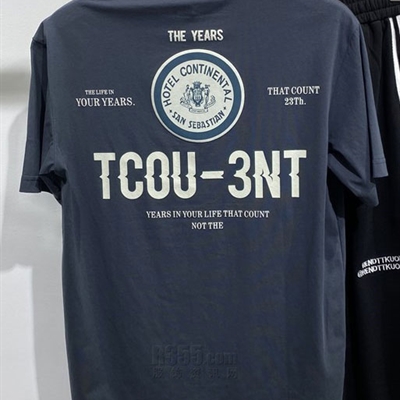 THE YEARS
HOTEL CONTINENTAL
SAN SEBASTIAN
THE LIFE IN
YOUR YEARS.
THAT COUNT
23Th.
TCOU-3NT
YEARS IN YOUR LIFE THAT COUNT
NOT THE